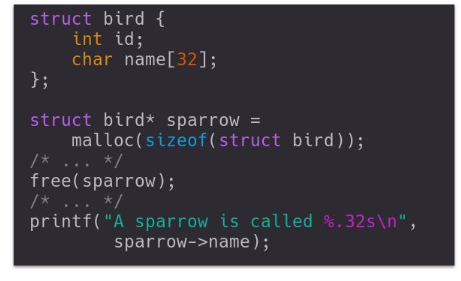 struct bird {
    int id;
    char name[32];
};

struct bird* sparrow =
    malloc(sizeof(struct bird));
/* ... */
free(sparrow);
/* ... */
printf("A sparrow is called %.32s\n",
        sparrow->name);